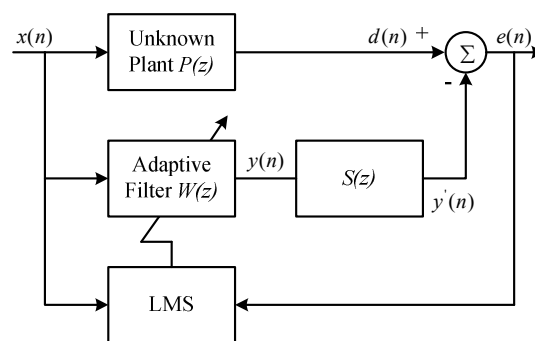 x(n)
Unknown
Plant P(z)
d(n) +
Σ
e(n)
-
Adaptive
Filter W(z)
y(n)
S(z)
y'(n)
LMS